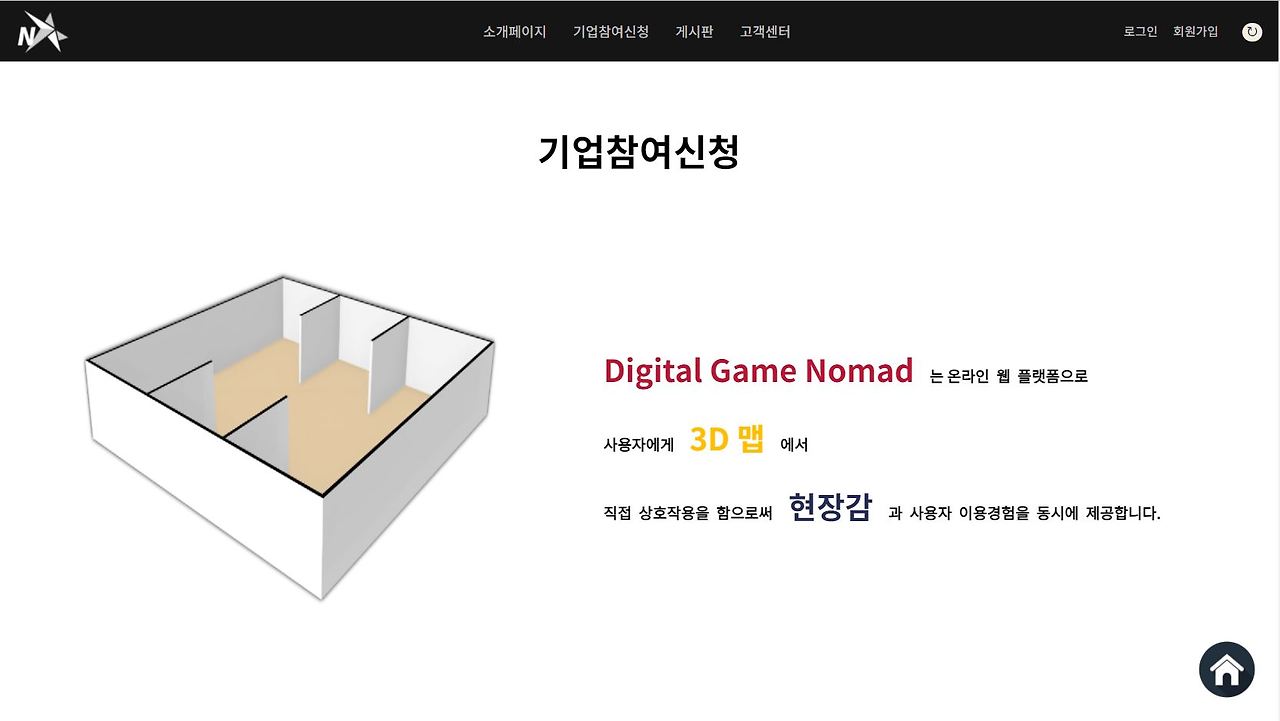 N
소개페이지 기업참여신청 게시판 고객센터 로그인 회원가입
기업참여신청
Digital Game Nomad 는 온라인 웹 플랫폼으로
사용자에게 3D 맵 에서
직접 상호작용을 함으로써 현장감 과 사용자 이용경험을 동시에 제공합니다.